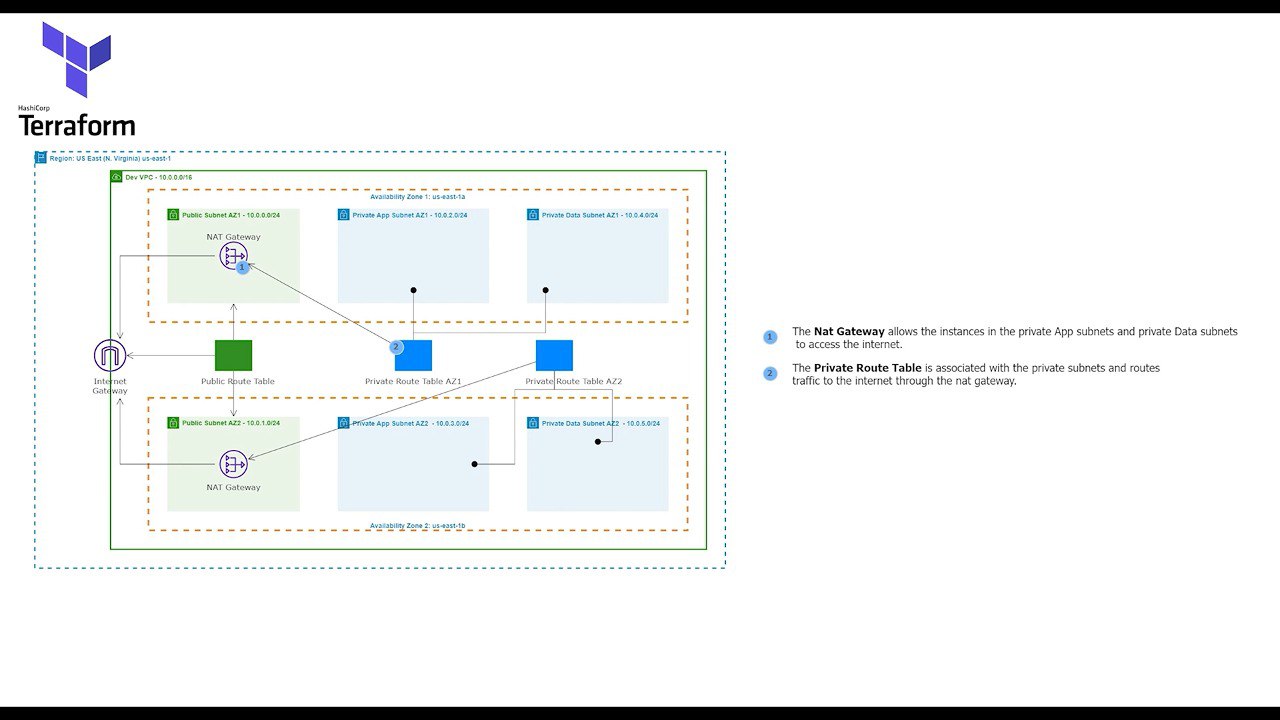 HashiCorp
Terraform
Region: US East (N. Virginia) us-east-1
Dev VPC - 10.0.0.0/16
Availability Zone 1: us-east-1a
Public Subnet AZ1 - 10.0.0.0/24
Private App Subnet AZ1 - 10.0.2.0/24
Private Data Subnet AZ1 - 10.0.4.0/24
NAT Gateway
1
2
Internet
Gateway
Public Route Table
Private Route Table AZ1
Private Route Table AZ2
Public Subnet AZ2 - 10.0.1.0/24
Private App Subnet AZ2 - 10.0.3.0/24
Private Data Subnet AZ2 - 10.0.5.0/24
NAT Gateway
Availability Zone 2: us-east-1b
1 The Nat Gateway allows the instances in the private App subnets and private Data subnets
to access the internet.
2 The Private Route Table is associated with the private subnets and routes
traffic to the internet through the nat gateway.